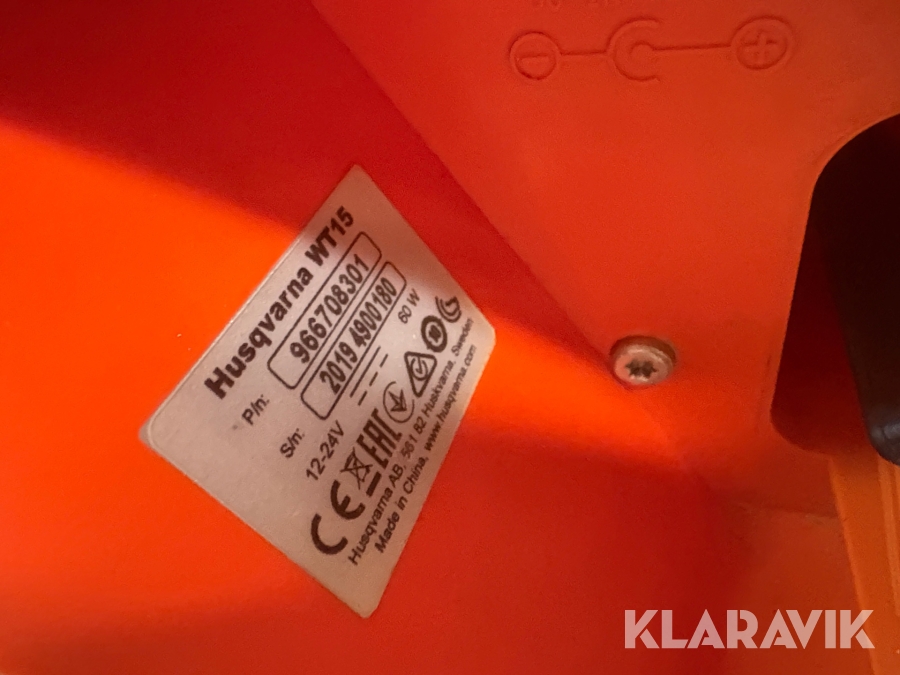 Husqvarna WT15
P/n: 966708301
S/n: 2019 4900180
12-24V 60 W
CE EAC
Husqvarna AB, 561 82 Huskvarna, Sweden
Made in China, www.husqvarna.com
KLARAVIK